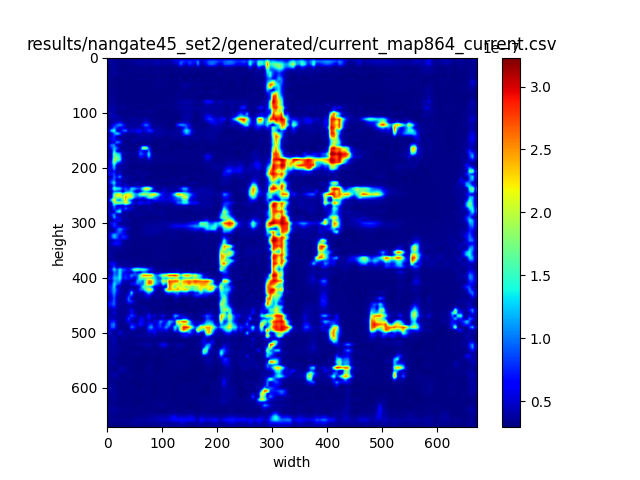 results/nangate45_set2/generated/current_map864_current.csv
1e−7
0
100
200
300
400
500
600
height
0 100 200 300 400 500 600
width
3.0
2.5
2.0
1.5
1.0
0.5